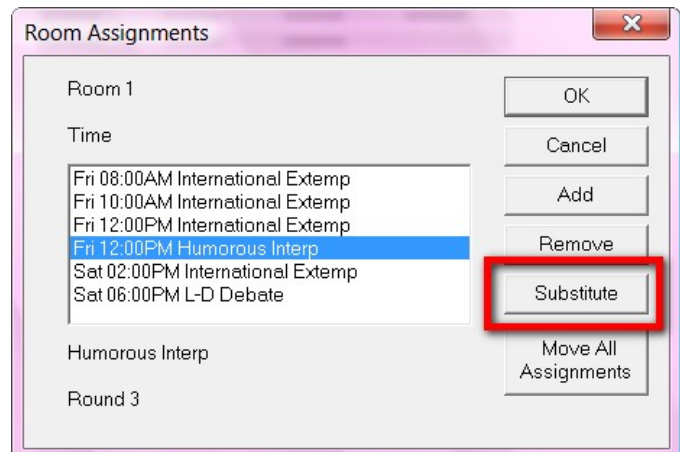 Room Assignments
Room 1
Time
Fri 08:00AM International Extemp
Fri 10:00AM International Extemp
Fri 12:00PM International Extemp
Fri 12:00PM Humorous Interp
Sat 02:00PM International Extemp
Sat 06:00PM L-D Debate
Humorous Interp
Round 3
OK
Cancel
Add
Remove
Substitute
Move All
Assignments